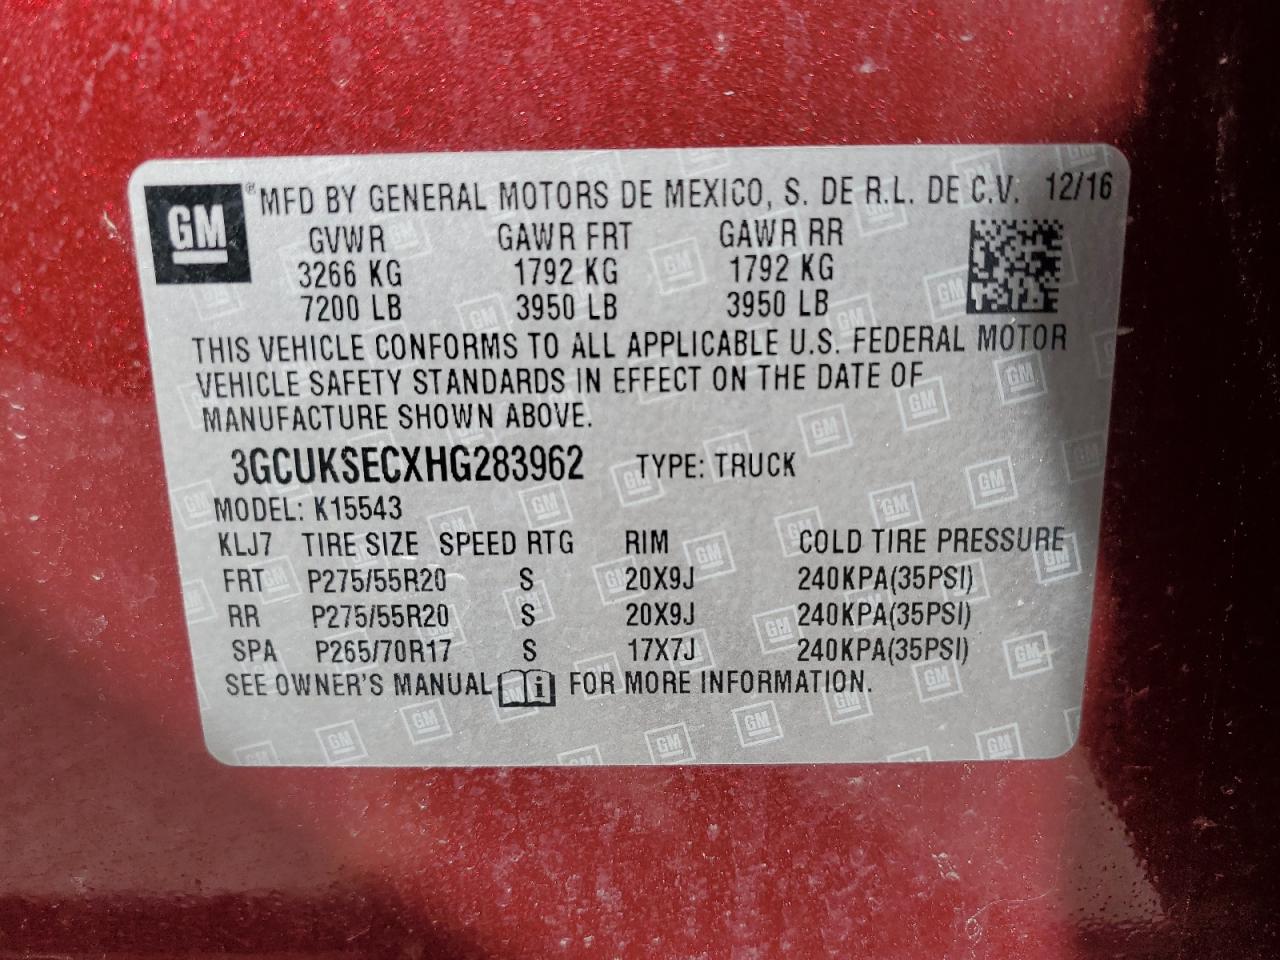 GM ® MFD BY GENERAL MOTORS DE MEXICO, S. DE R.L. DE C.V. 12/16
GVWR GAWR FRT GAWR RR
3266 KG 1792 KG 1792 KG
7200 LB 3950 LB 3950 LB
THIS VEHICLE CONFORMS TO ALL APPLICABLE U.S. FEDERAL MOTOR
VEHICLE SAFETY STANDARDS IN EFFECT ON THE DATE OF
MANUFACTURE SHOWN ABOVE.
3GCUKSECXHG283962 TYPE: TRUCK
MODEL: K15543
KLJ7 TIRE SIZE SPEED RTG RIM COLD TIRE PRESSURE
FRT P275/55R20 S 20X9J 240KPA(35PSI)
RR P275/55R20 S 20X9J 240KPA(35PSI)
SPA P265/70R17 S 17X7J 240KPA(35PSI)
SEE OWNER'S MANUAL i FOR MORE INFORMATION.